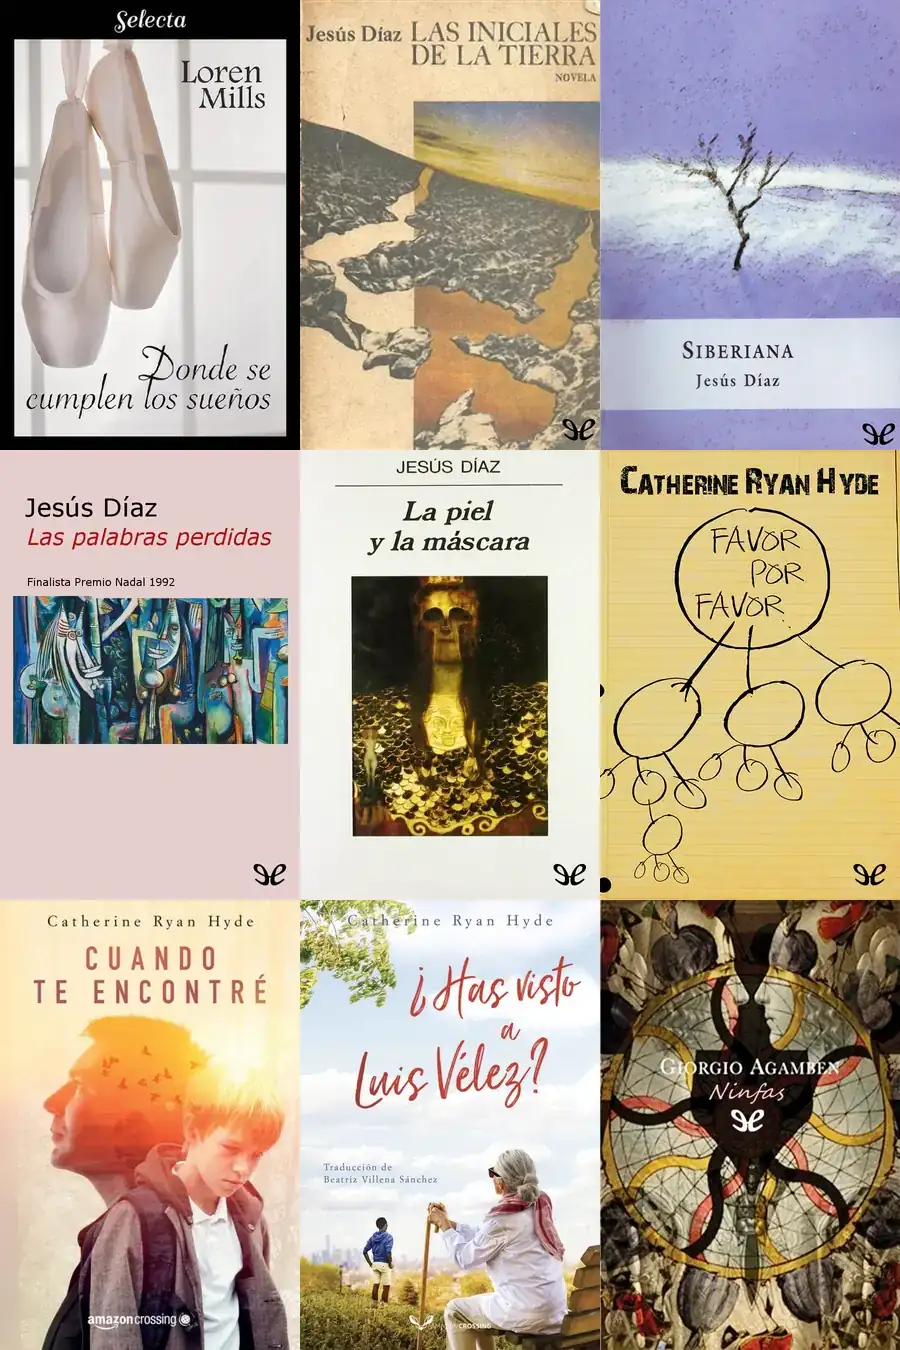 Selecta
Loren
Mills
Donde se
cumplen los sueños
Jesús Díaz
LAS INICIALES
DE LA TIERRA
NOVELA
SIBERIANA
Jesús Díaz
Jesús Díaz
Las palabras perdidas
Finalista Premio Nadal 1992
JESÚS DÍAZ
La piel
y la máscara
CATHERINE RYAN HYDE
FAVOR
POR
FAVOR
Catherine Ryan Hyde
CUANDO
TE ENCONTRÉ
amazoncrossing
Catherine Ryan Hyde
¿Has visto
a
Luis Vélez?
Traducción de
Beatriz Villena Sánchez
AMAZONCROSSING
GIORGIO AGAMBEN
Ninfas